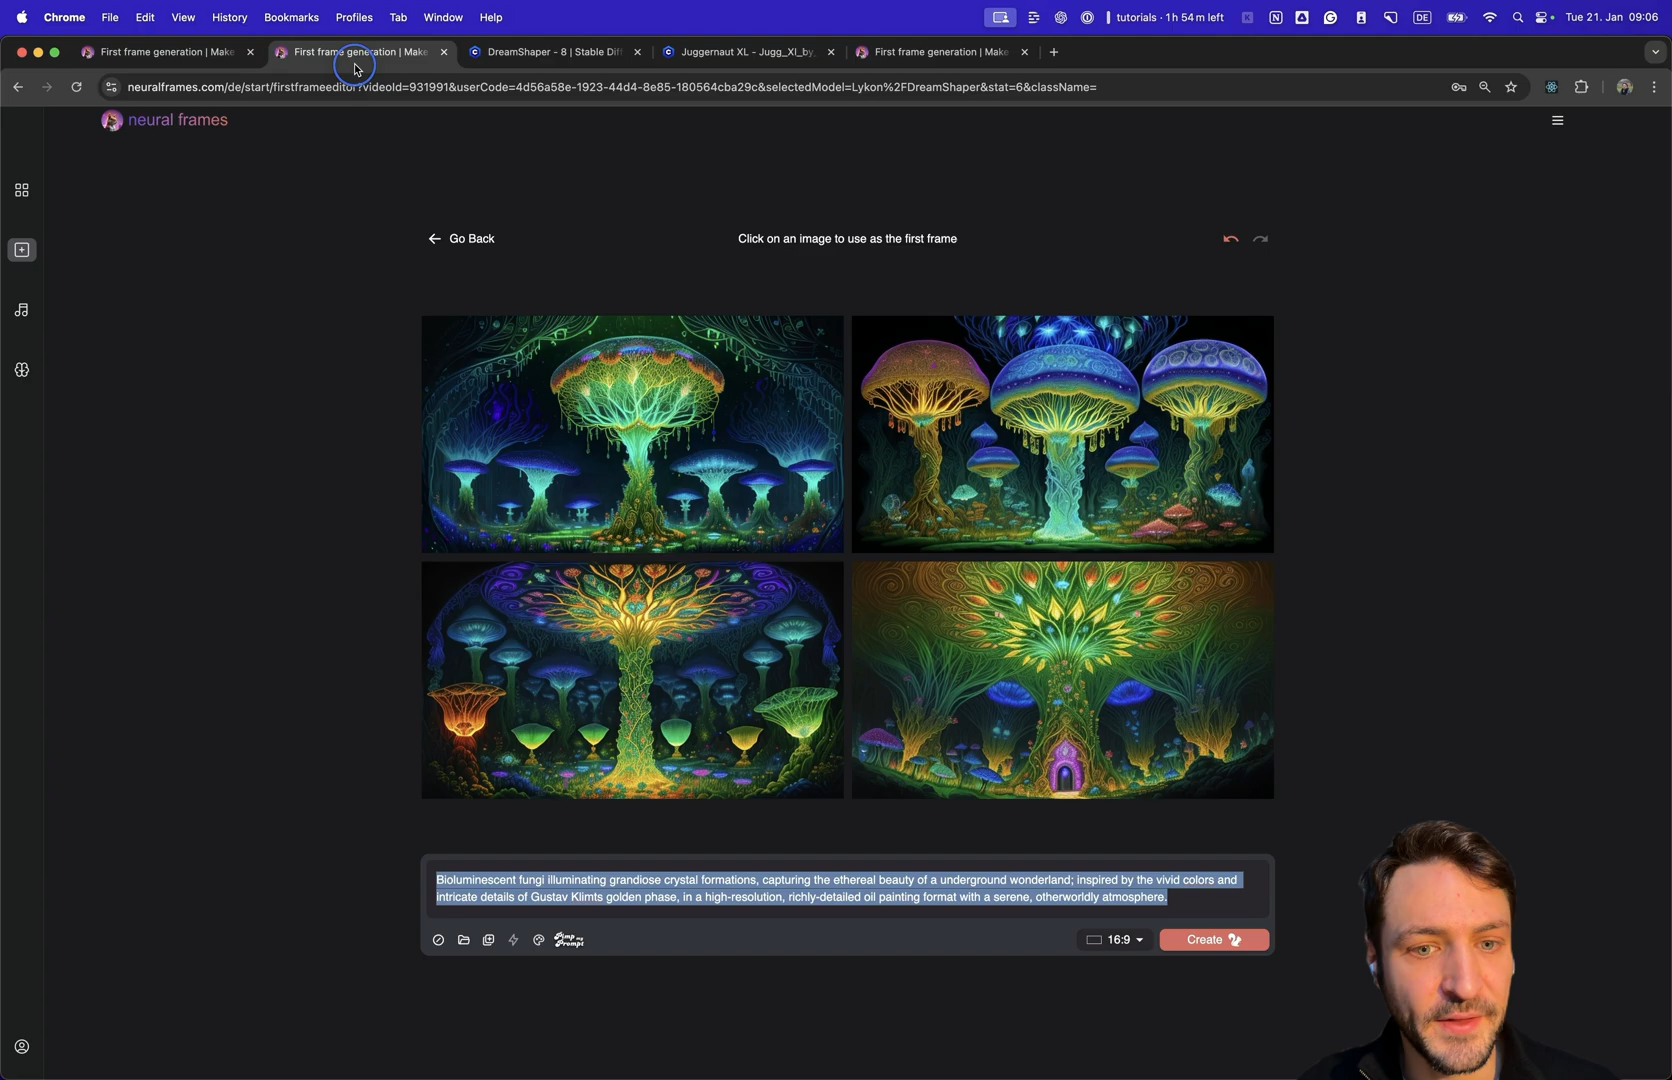 Chrome File Edit View History Bookmarks Profiles Tab Window Help tutorials · 1 h 54 m left DE Tue 21. Jan 09:06
First frame generation | Make First frame generation | Make DreamShaper - 8 | Stable Diff Juggernaut XL - Jugg_XI_by_ First frame generation | Make
neuralframes.com/de/start/firstframeeditor?videoId=931991&userCode=4d56a58e-1923-44d4-8e85-180564cba29c&selectedModel=Lykon%2FDreamShaper&stat=6&className=
neural frames
Go Back Click on an image to use as the first frame
Bioluminescent fungi illuminating grandiose crystal formations, capturing the ethereal beauty of a underground wonderland; inspired by the vivid colors and
intricate details of Gustav Klimts golden phase, in a high-resolution, richly-detailed oil painting format with a serene, otherworldly atmosphere.
Pimp my Prompt 16:9 Create